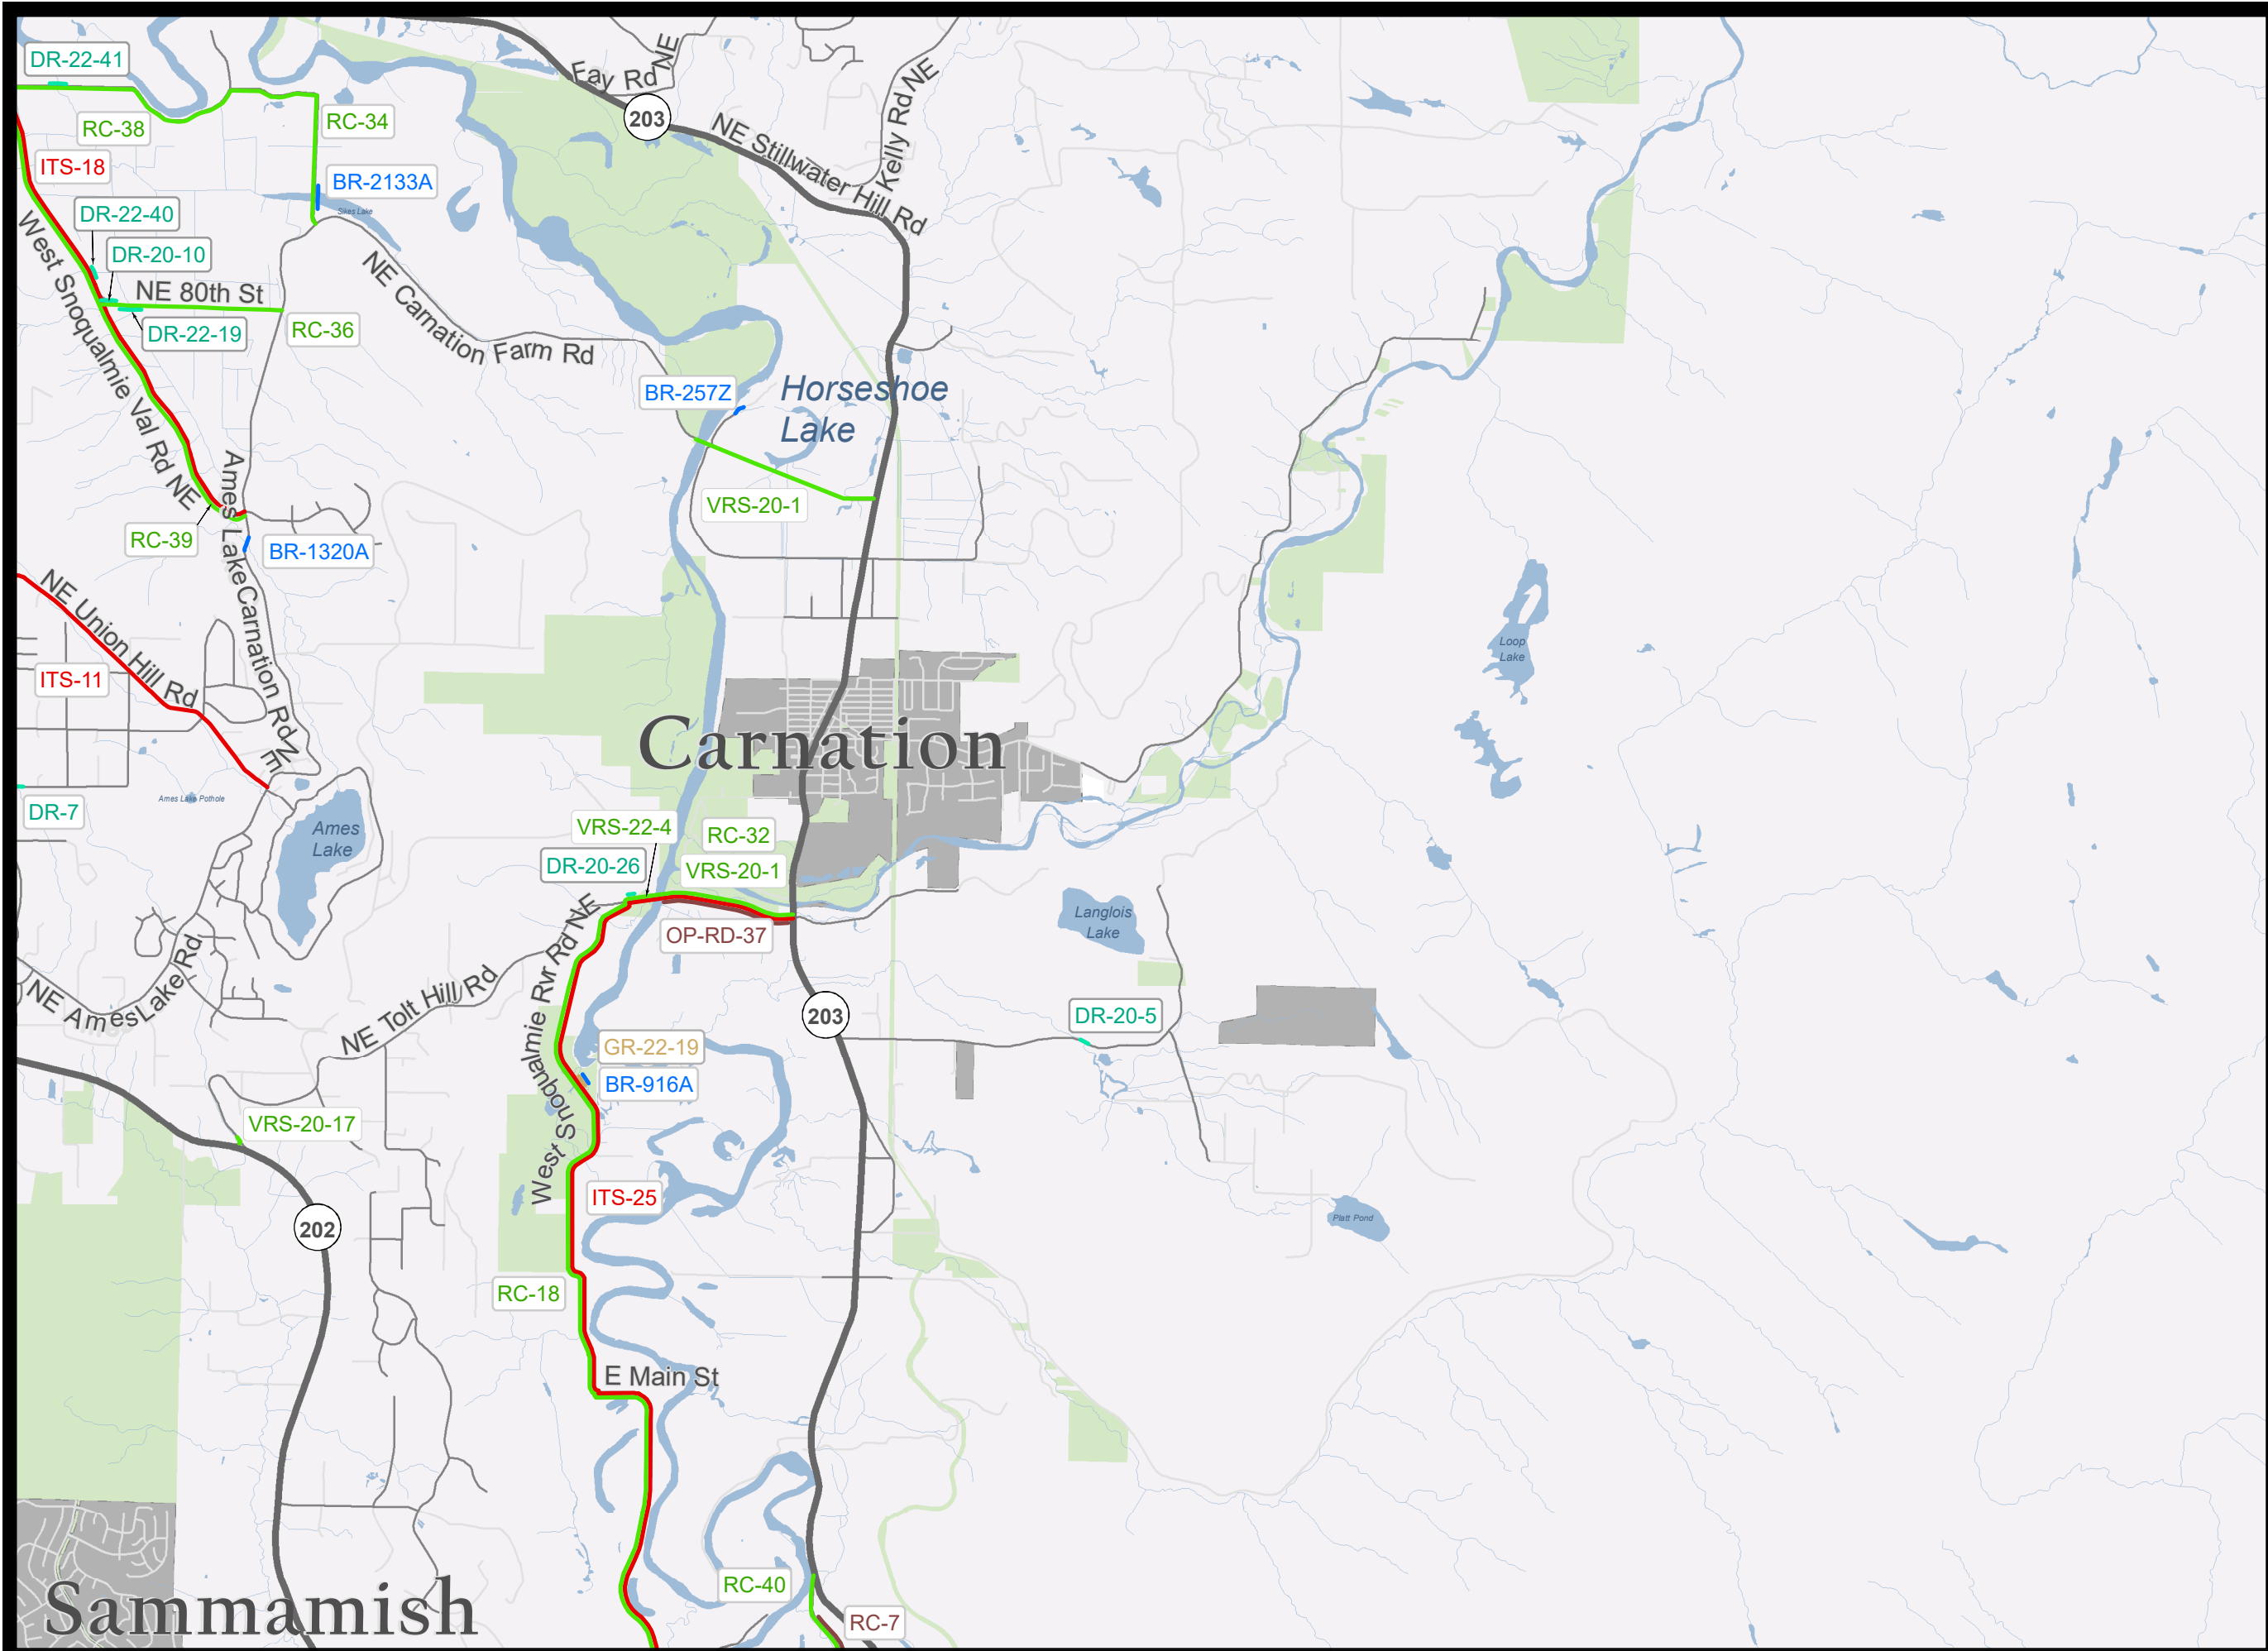 DR-22-41
Fay Rd NE
203
Kelly Rd NE
NE Stillwater Hill Rd
RC-38
RC-34
ITS-18
BR-2133A
Sikes Lake
DR-22-40
DR-20-10
West Snoqualmie Val Rd NE
NE 80th St
DR-22-19
RC-36
NE Carnation Farm Rd
BR-257Z
Horseshoe
Lake
VRS-20-1
RC-39
BR-1320A
Ames LakeCarnation Rd NE
NE Union Hill Rd
ITS-11
Loop
Lake
Carnation
Ames Lake Pothole
DR-7
Ames
Lake
VRS-22-4
RC-32
DR-20-26
VRS-20-1
OP-RD-37
Langlois
Lake
NE AmesLake Rd
NE Tolt Hill Rd
West Snoqualmie Rvr Rd NE
203
DR-20-5
GR-22-19
BR-916A
VRS-20-17
ITS-25
202
Platt Pond
RC-18
E Main St
RC-40
RC-7
Sammamish